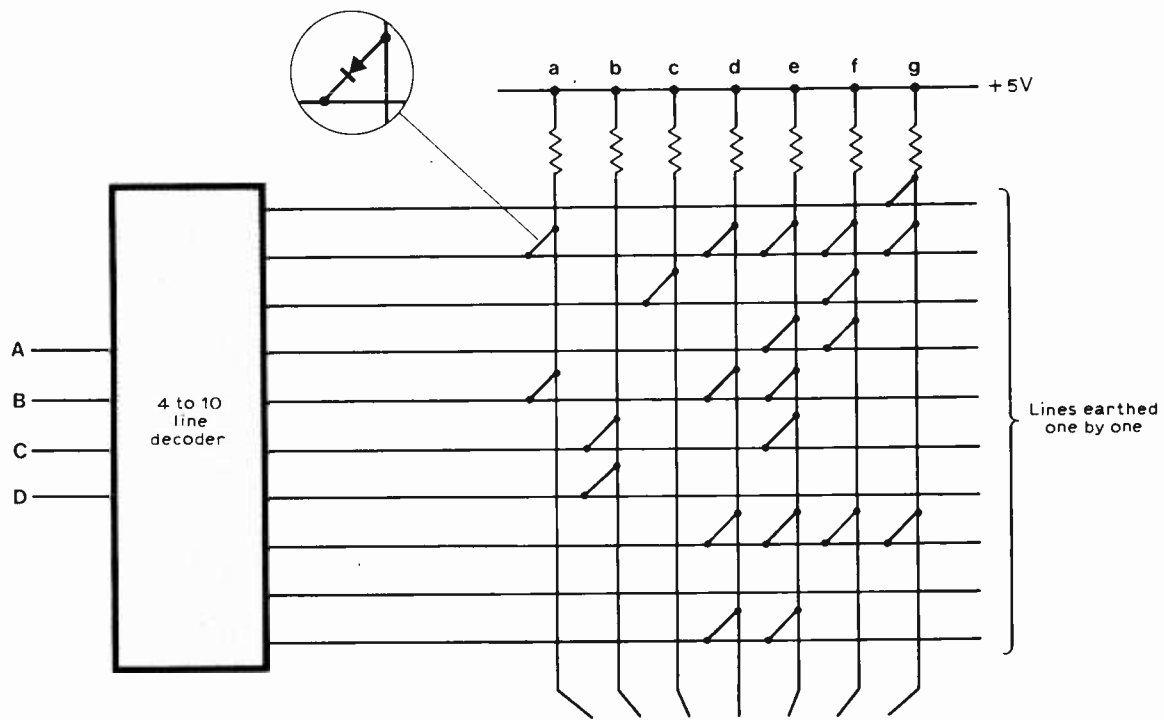 a b c d e f g
+5V
A
B
C
D
4 to 10
line
decoder
Lines earthed
one by one